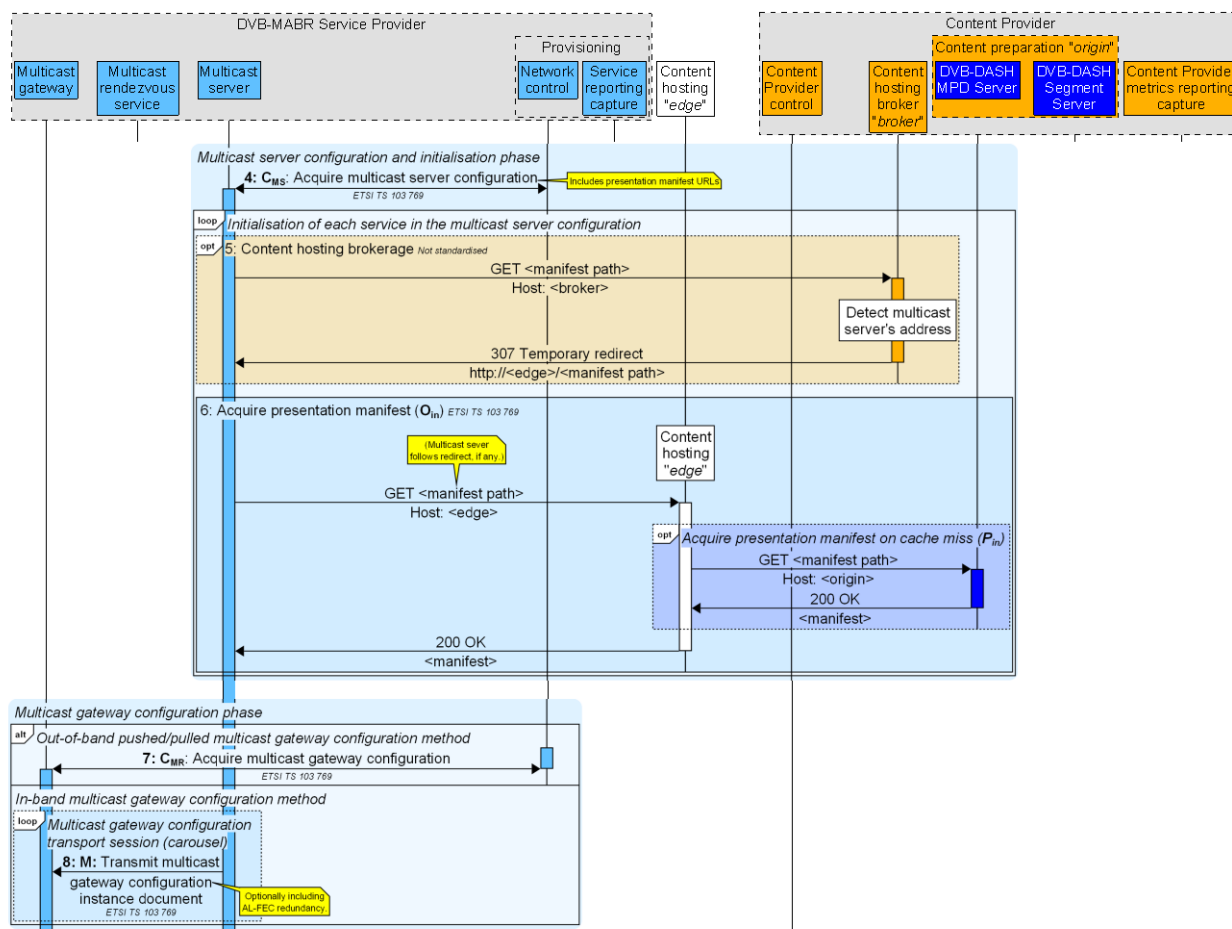 DVB-MABR Service Provider
Content Provider
Provisioning
Content preparation "origin"
Multicast
gateway
Multicast
rendezvous
service
Multicast
server
Network
control
Service
reporting
capture
Content
hosting
"edge"
Content
Provider
control
Content
hosting
broker
"broker"
DVB-DASH
MPD Server
DVB-DASH
Segment
Server
Content Provide
metrics reporting
capture
Multicast server configuration and initialisation phase
4: CMS: Acquire multicast server configuration
ETSI TS 103 769
Includes presentation manifest URLs
loop
Initialisation of each service in the multicast server configuration
opt
5: Content hosting brokerage Not standardised
GET <manifest path>
Host: <broker>
Detect multicast
server's address
307 Temporary redirect
http://<edge>/<manifest path>
6: Acquire presentation manifest (Oin) ETSI TS 103 769
(Multicast sever
follows redirect, if any.)
Content
hosting
"edge"
GET <manifest path>
Host: <edge>
opt
Acquire presentation manifest on cache miss (Pin)
GET <manifest path>
Host: <origin>
200 OK
<manifest>
200 OK
<manifest>
Multicast gateway configuration phase
alt
Out-of-band pushed/pulled multicast gateway configuration method
7: CMR: Acquire multicast gateway configuration
ETSI TS 103 769
In-band multicast gateway configuration method
loop
Multicast gateway configuration
transport session (carousel)
8: M: Transmit multicast
gateway configuration
instance document
ETSI TS 103 769
Optionally including
AL-FEC redundancy.